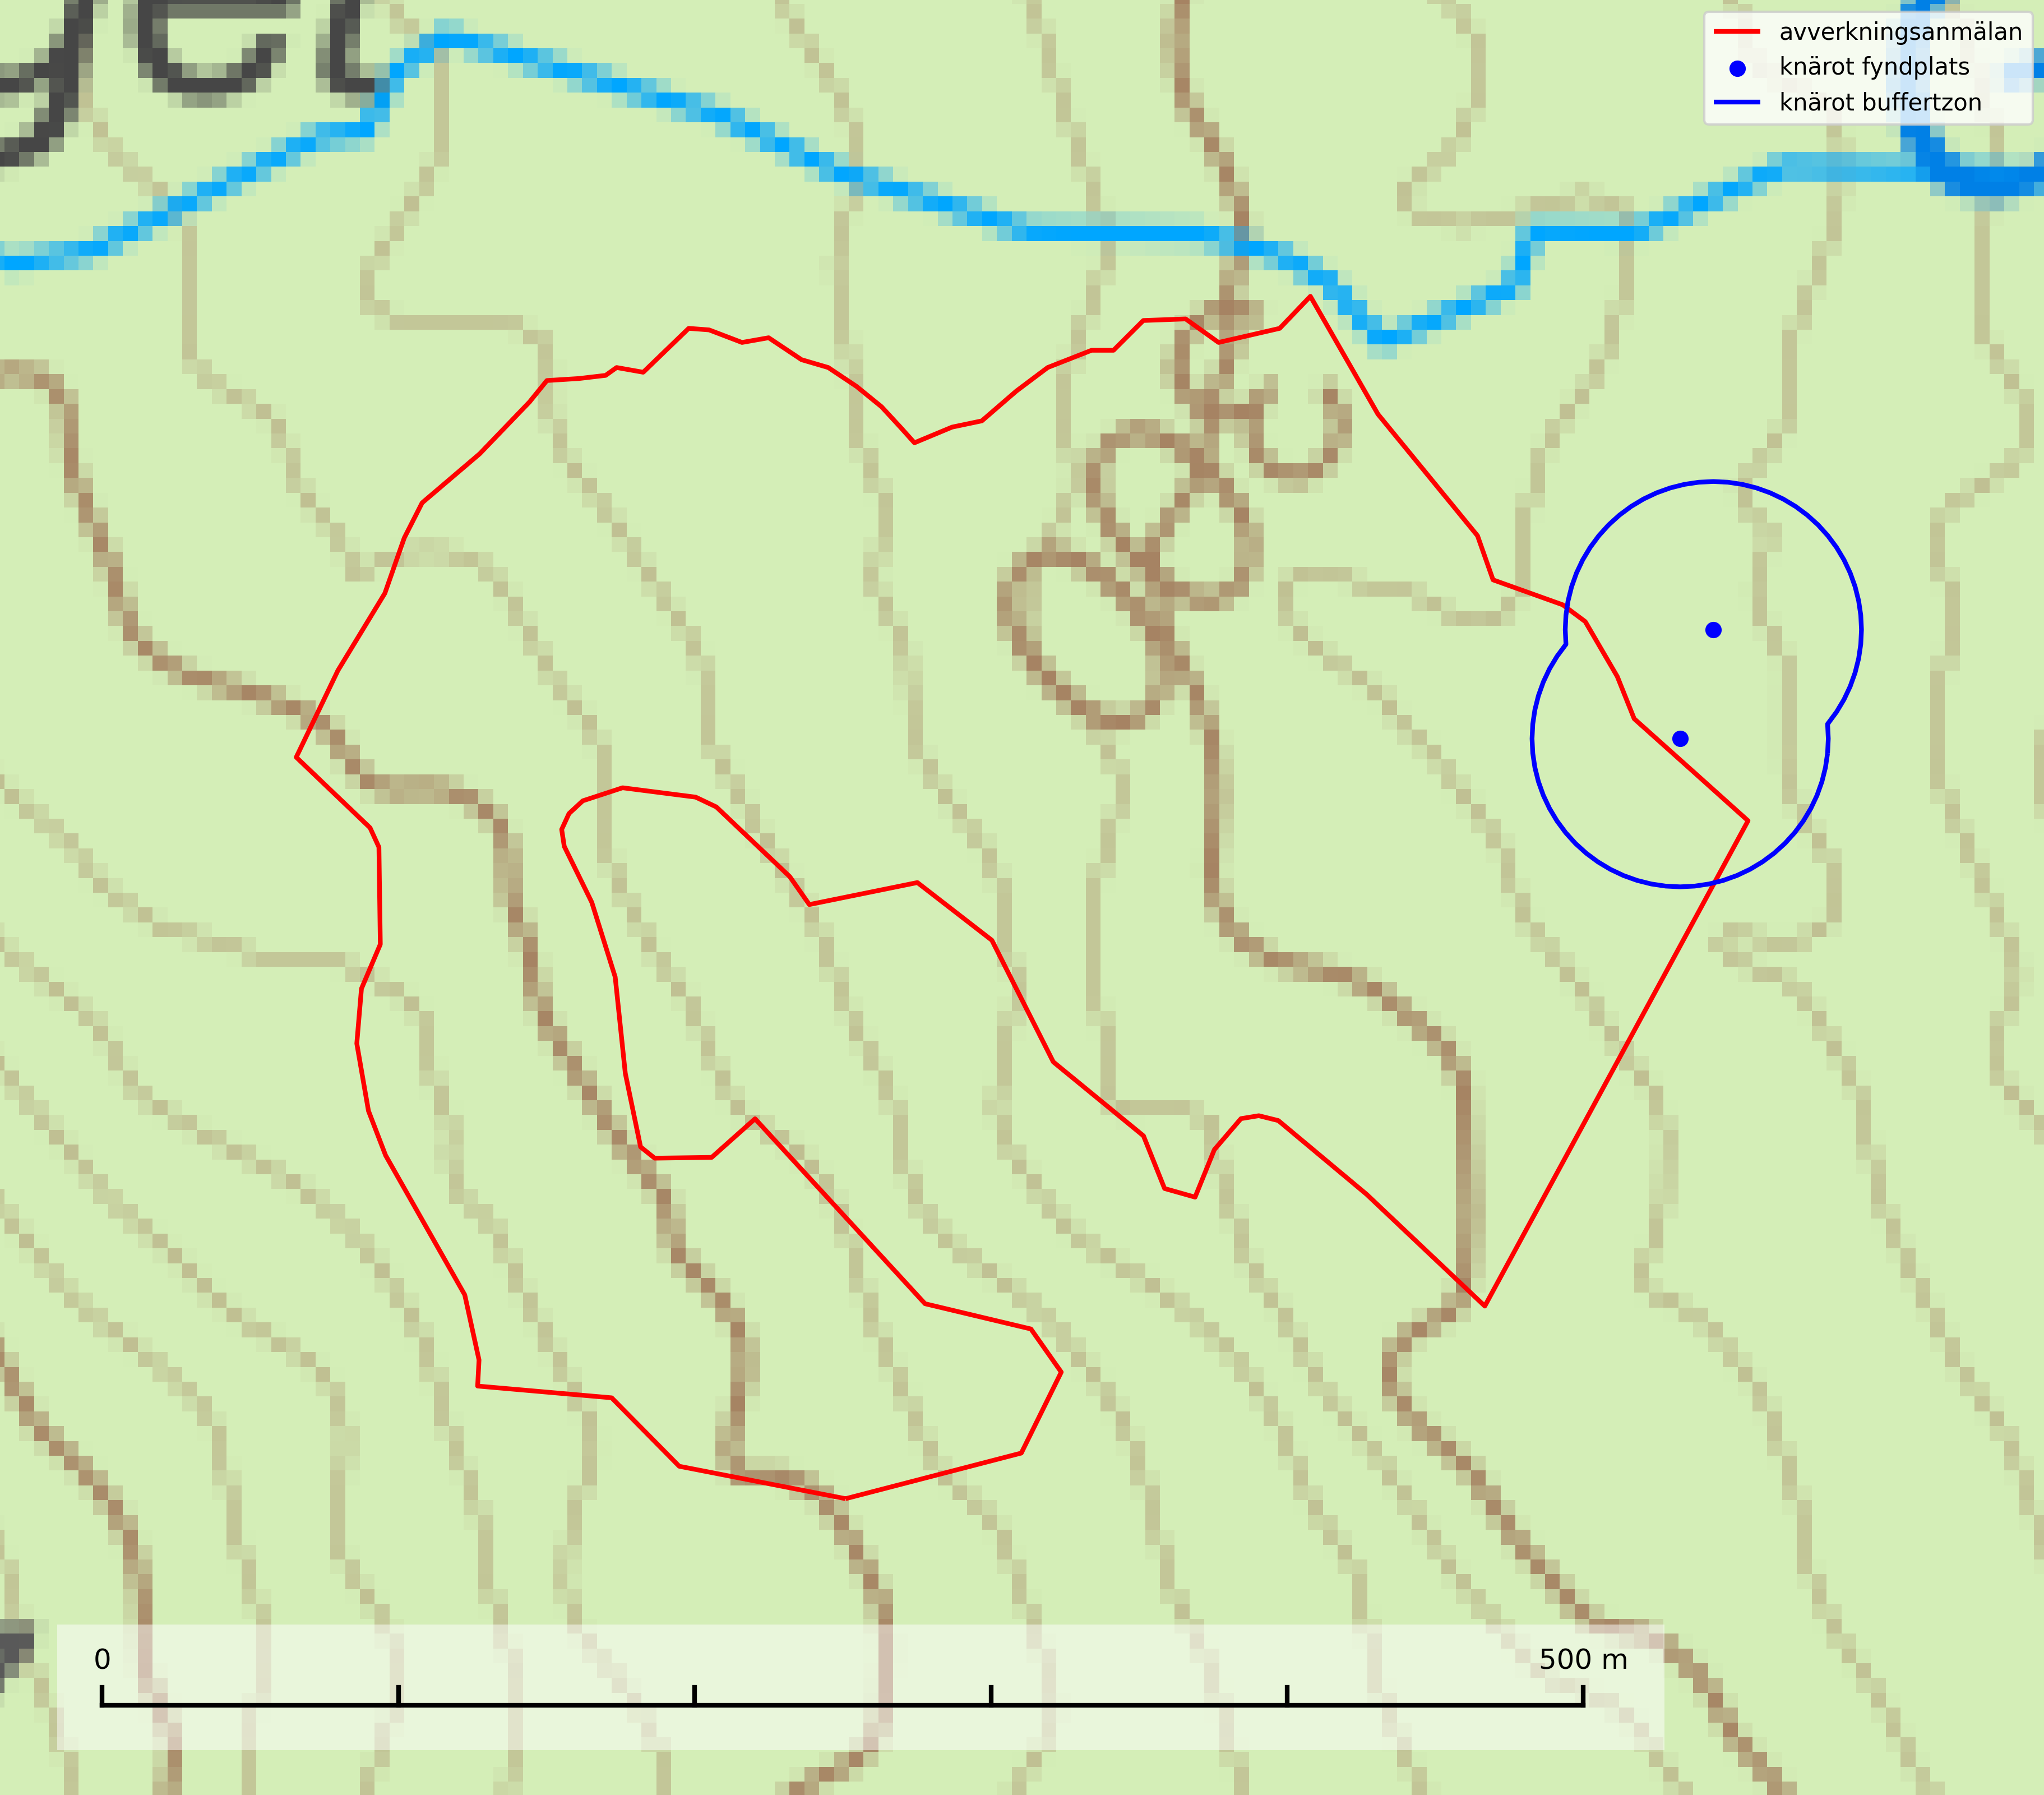 avverkningsanmälan
knärot fyndplats
knärot buffertzon
0 500 m